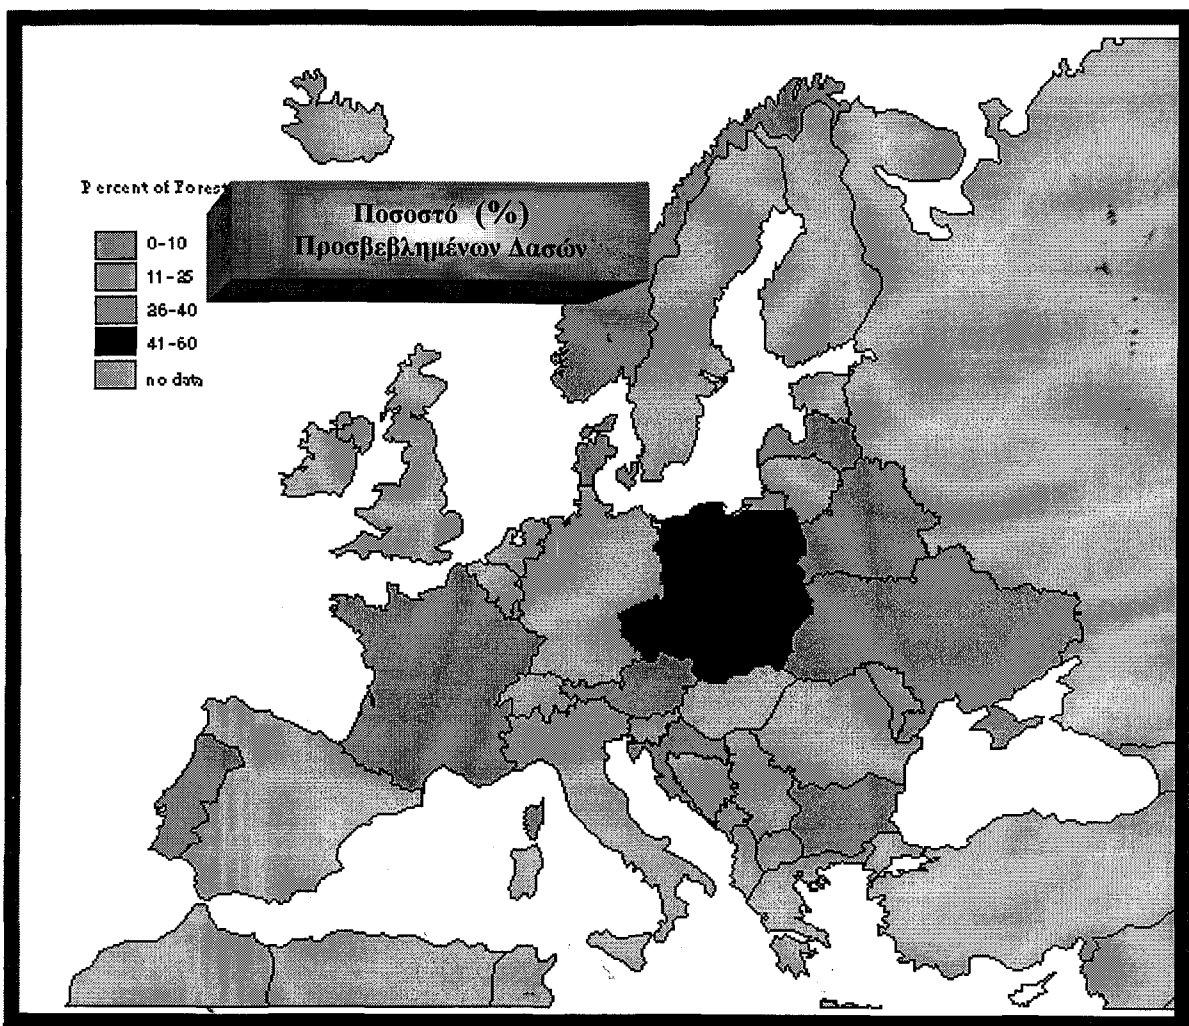 Percent of Forest
Ποσοστό (%)
Προσβεβλημένων Δασών
0-10
11-25
26-40
41-60
no data